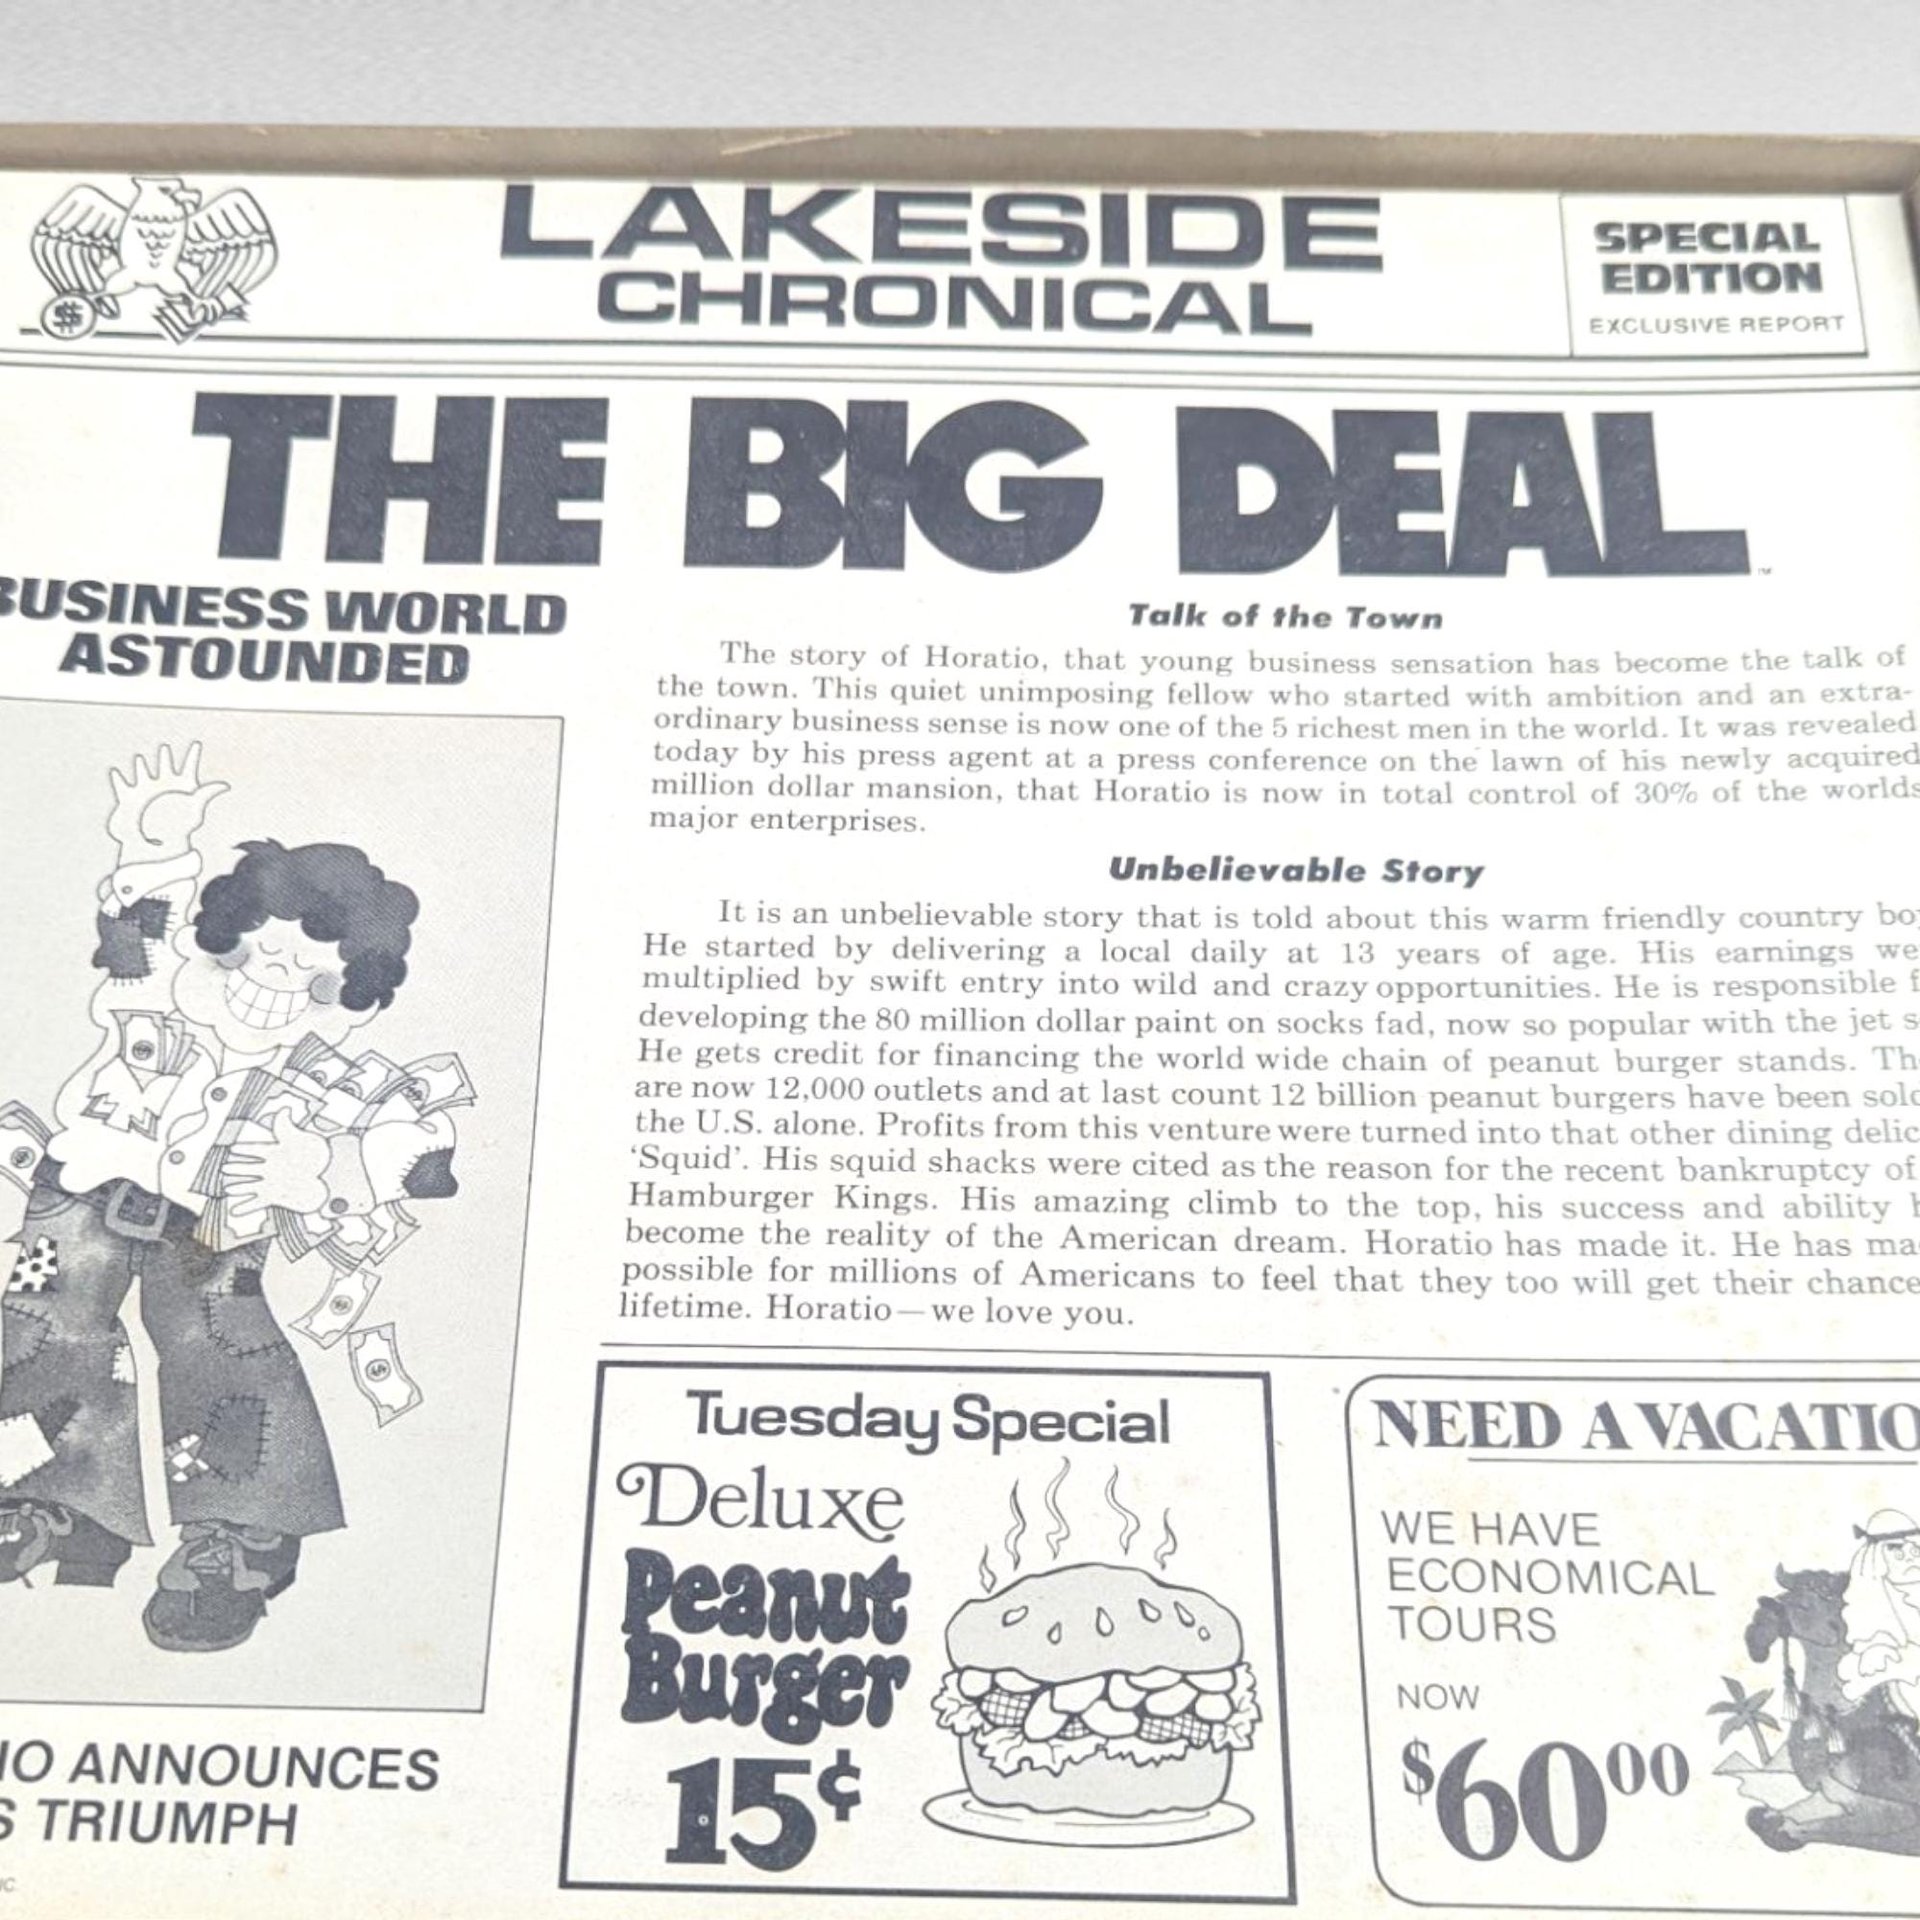 LAKESIDE
CHRONICAL
SPECIAL
EDITION
EXCLUSIVE REPORT
THE BIG DEAL
TM
BUSINESS WORLD
ASTOUNDED
Talk of the Town
The story of Horatio, that young business sensation has become the talk of
the town. This quiet unimposing fellow who started with ambition and an extra-
ordinary business sense is now one of the 5 richest men in the world. It was revealed
today by his press agent at a press conference on the lawn of his newly acquired
million dollar mansion, that Horatio is now in total control of 30% of the worlds
major enterprises.
Unbelievable Story
It is an unbelievable story that is told about this warm friendly country
He started by delivering a local daily at 13 years of age. His earnings
multiplied by swift entry into wild and crazy opportunities. He is responsible
developing the 80 million dollar paint on socks fad, now so popular with the jet
He gets credit for financing the world wide chain of peanut burger stands.
are now 12,000 outlets and at last count 12 billion peanut burgers have been
the U.S. alone. Profits from this venture were turned into that other dining
'Squid'. His squid shacks were cited as the reason for the recent bankruptcy of
Hamburger Kings. His amazing climb to the top, his success and ability
become the reality of the American dream. Horatio has made it. He has
possible for millions of Americans to feel that they too will get their chance
lifetime. Horatio—we love you.
IO ANNOUNCES
S TRIUMPH
Tuesday Special
Deluxe
Peanut
Burger
15¢
NEED A VACATIO
WE HAVE
ECONOMICAL
TOURS
NOW
$60⁰⁰